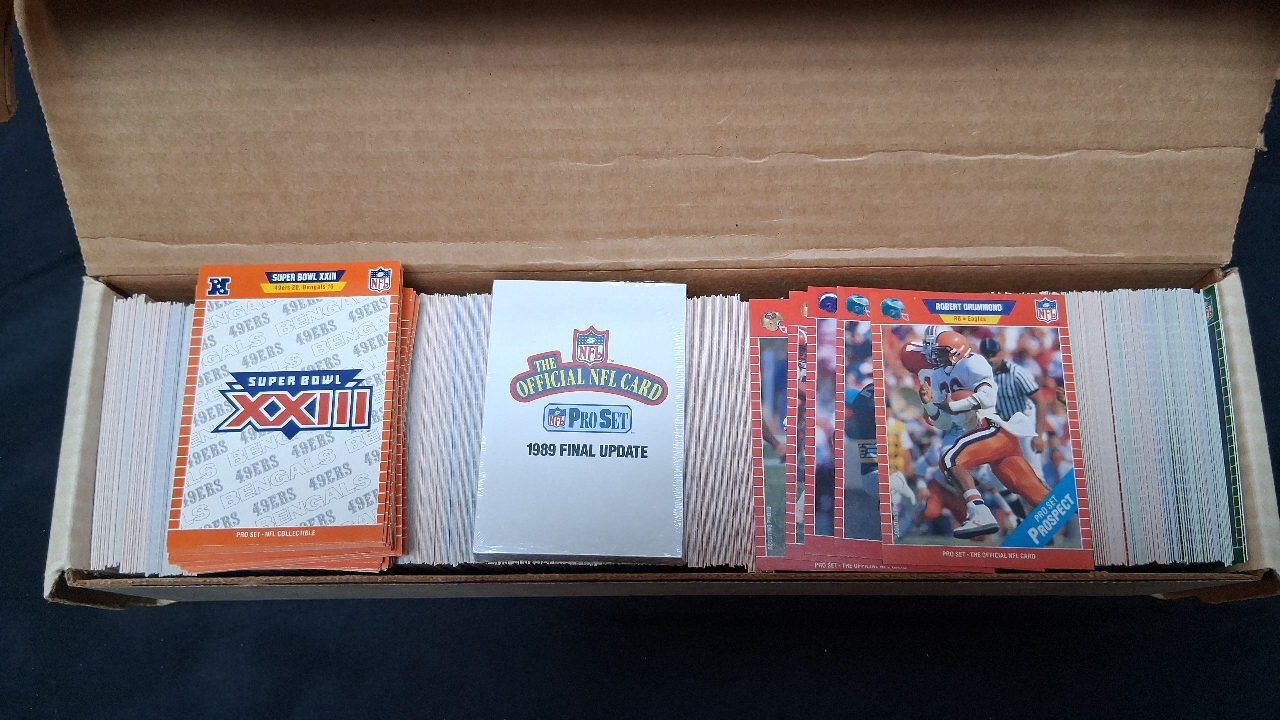 SUPER BOWL XXIII
49ers 20, Bengals 16
NFL
49ERS
BENGALS
SUPER BOWL
XXIII
PRO SET · NFL COLLECTIBLE
NFL
THE
OFFICIAL NFL CARD
NFL PRO SET
1989 FINAL UPDATE
PRO SET · THE OFFICIAL NFL CARD
ROBERT DRUMMOND
RB • Eagles
NFL
PRO SET
PROSPECT
PRO SET · THE OFFICIAL NFL CARD